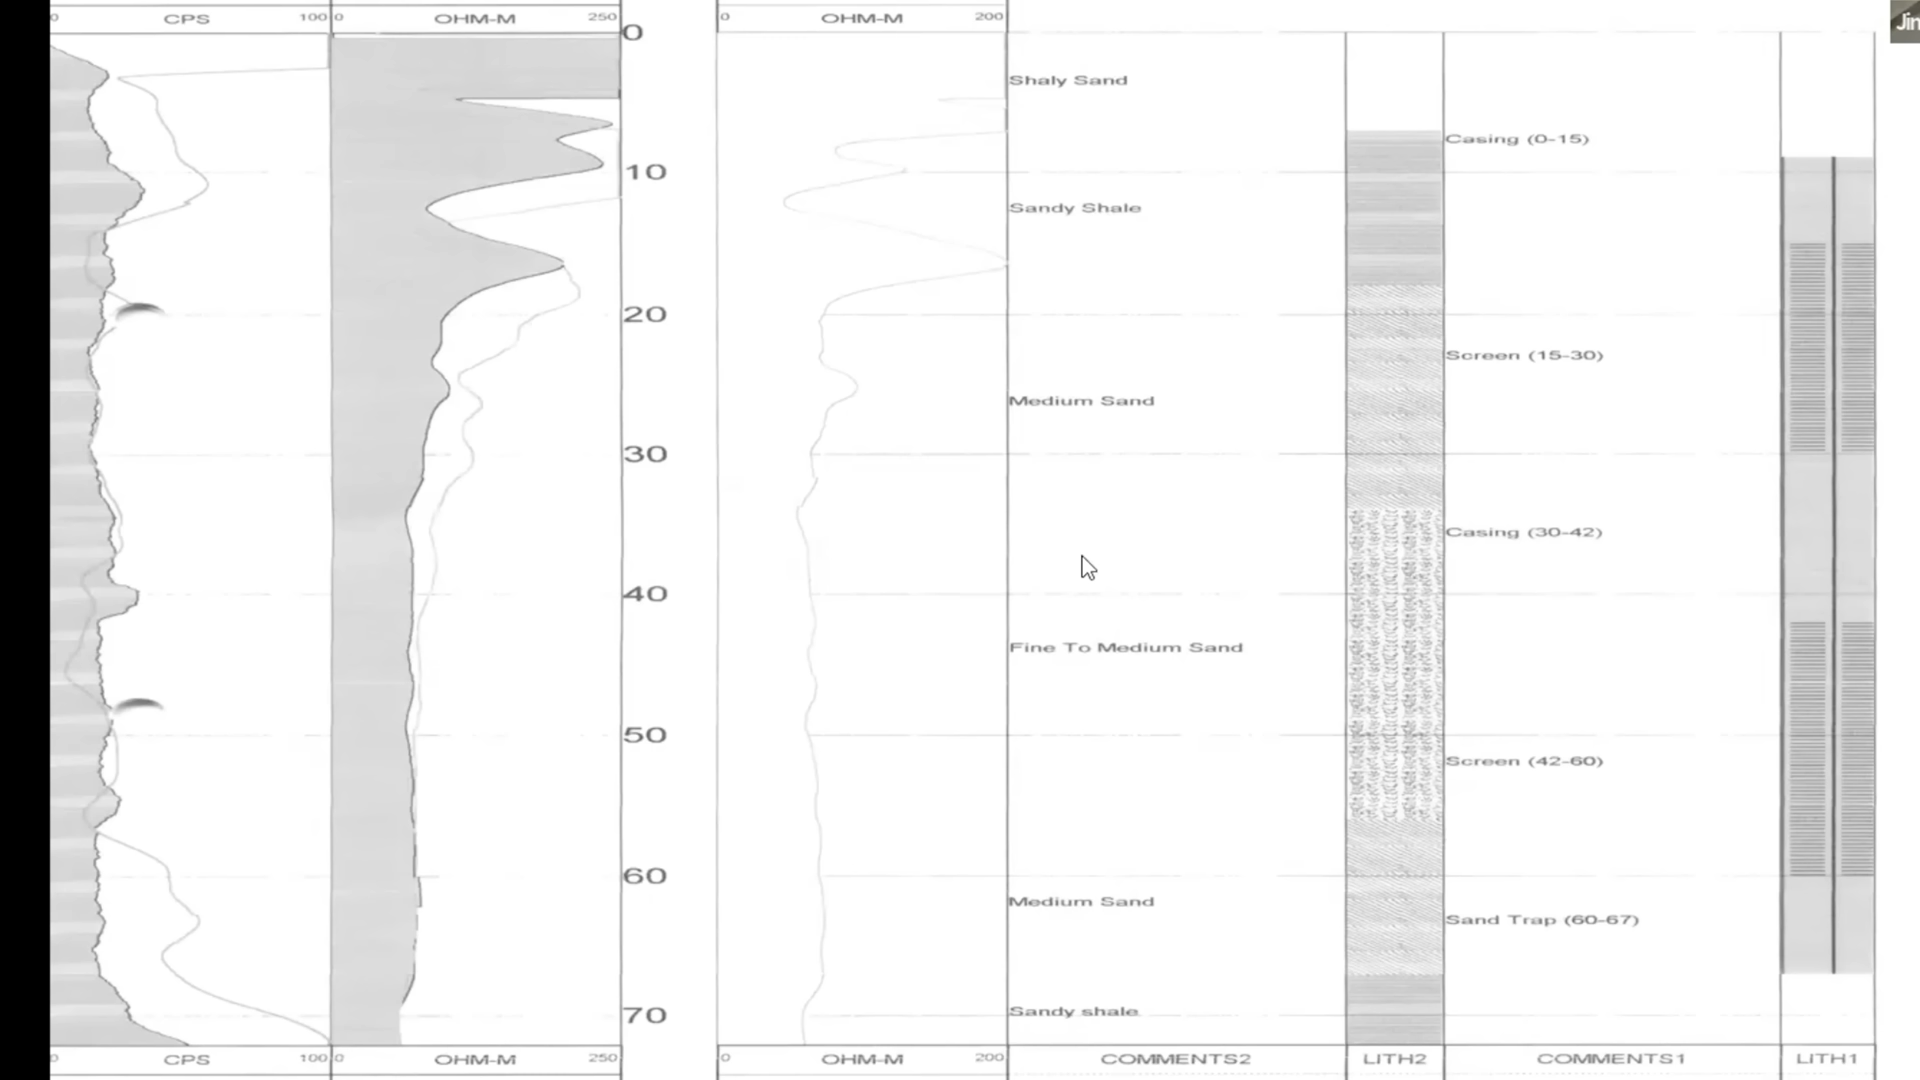 CPS 100 0 OHM-M 250 0 OHM-M 200
0
Shaly Sand
Casing (0-15)
10
Sandy Shale
20
Screen (15-30)
Medium Sand
30
Casing (30-42)
40
Fine To Medium Sand
50
Screen (42-60)
60
Medium Sand
Sand Trap (60-67)
70
Sandy shale
0 CPS 100 0 OHM-M 250 0 OHM-M 200 COMMENTS2 LITH2 COMMENTS1 LITH1
Jin